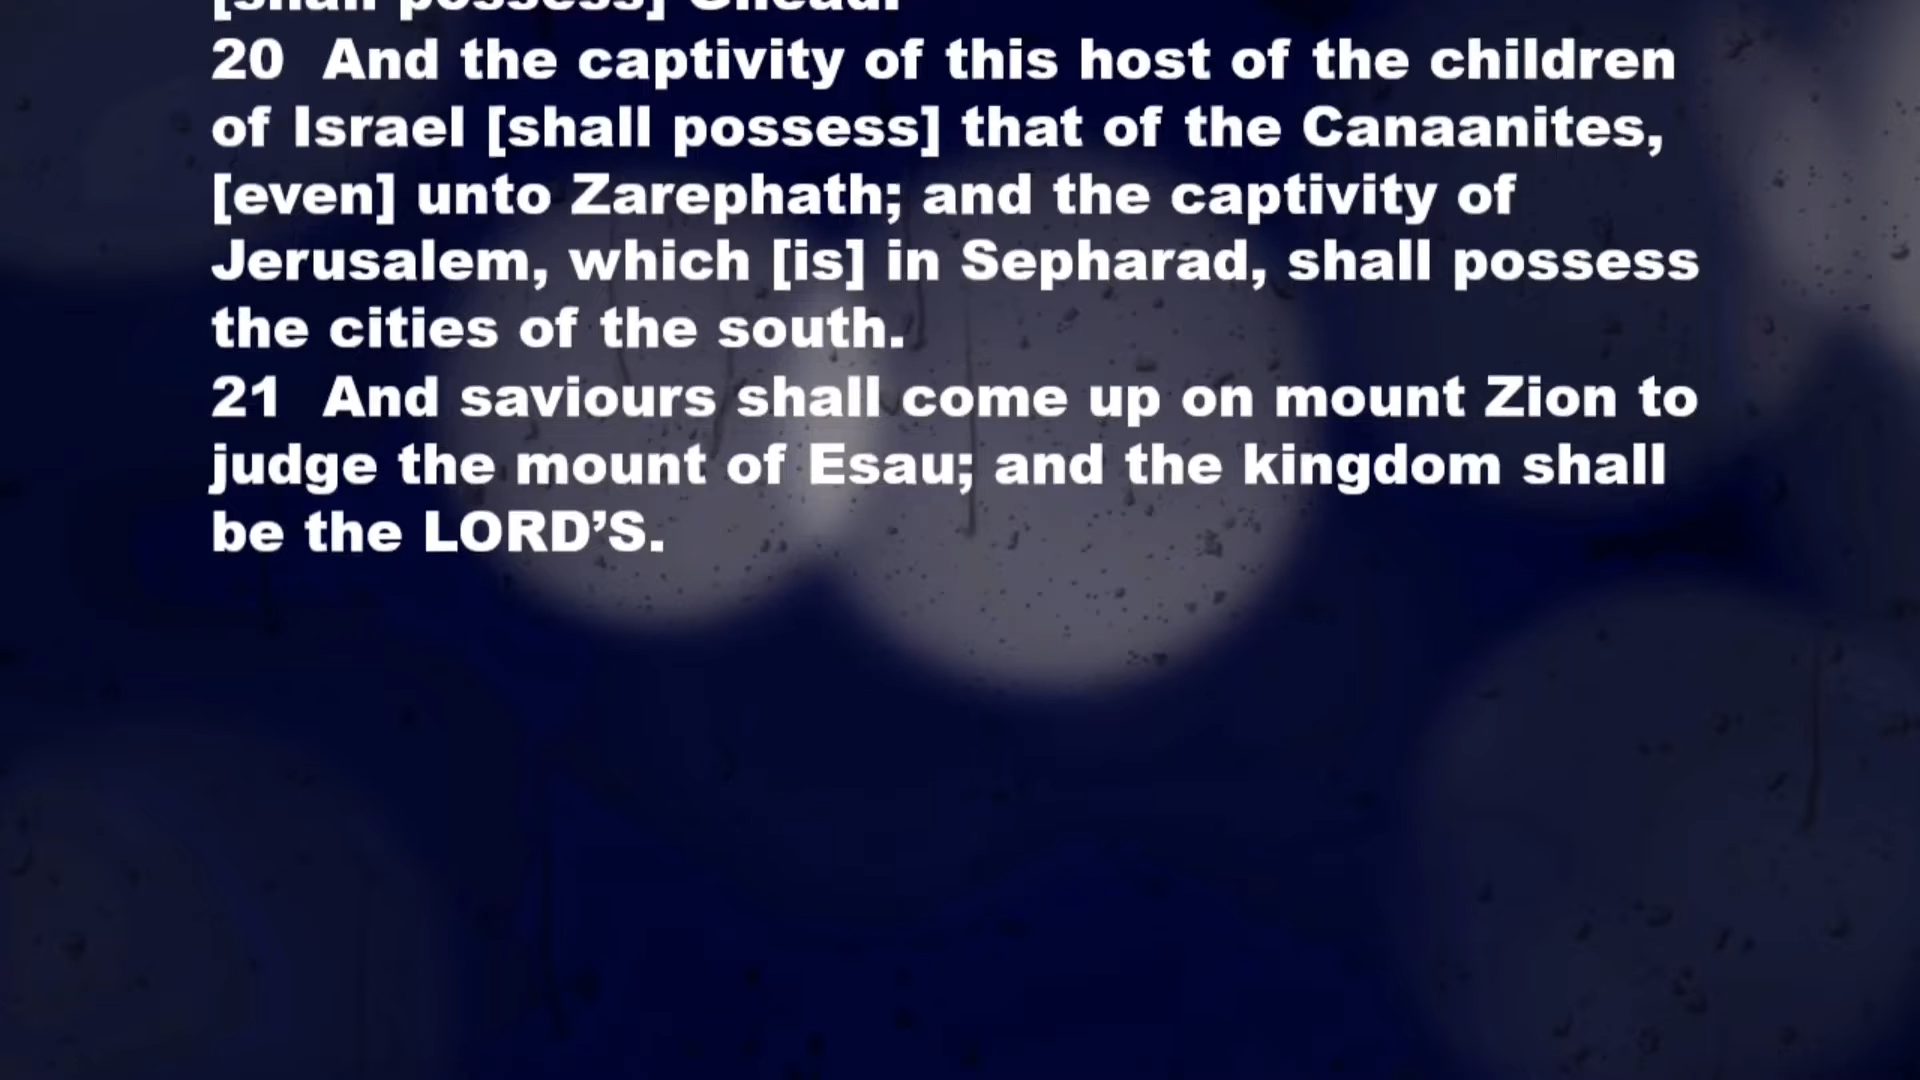 [shall possess] Gilead.
20 And the captivity of this host of the children
of Israel [shall possess] that of the Canaanites,
[even] unto Zarephath; and the captivity of
Jerusalem, which [is] in Sepharad, shall possess
the cities of the south.
21 And saviours shall come up on mount Zion to
judge the mount of Esau; and the kingdom shall
be the LORD’S.